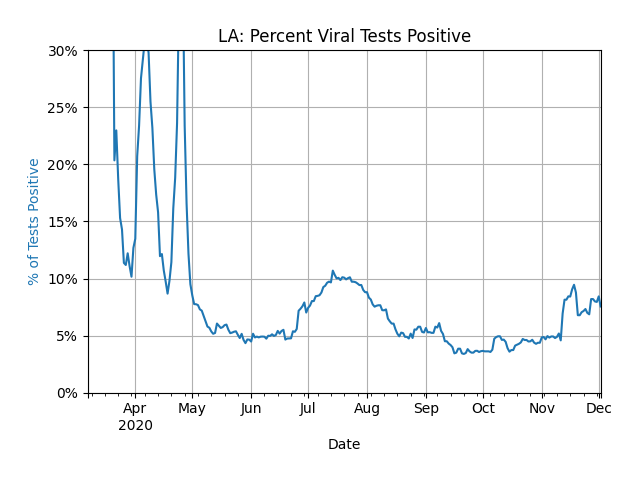 LA: Percent Viral Tests Positive
30%
25%
20%
15%
10%
5%
0%
% of Tests Positive
Apr May Jun Jul Aug Sep Oct Nov Dec
2020
Date